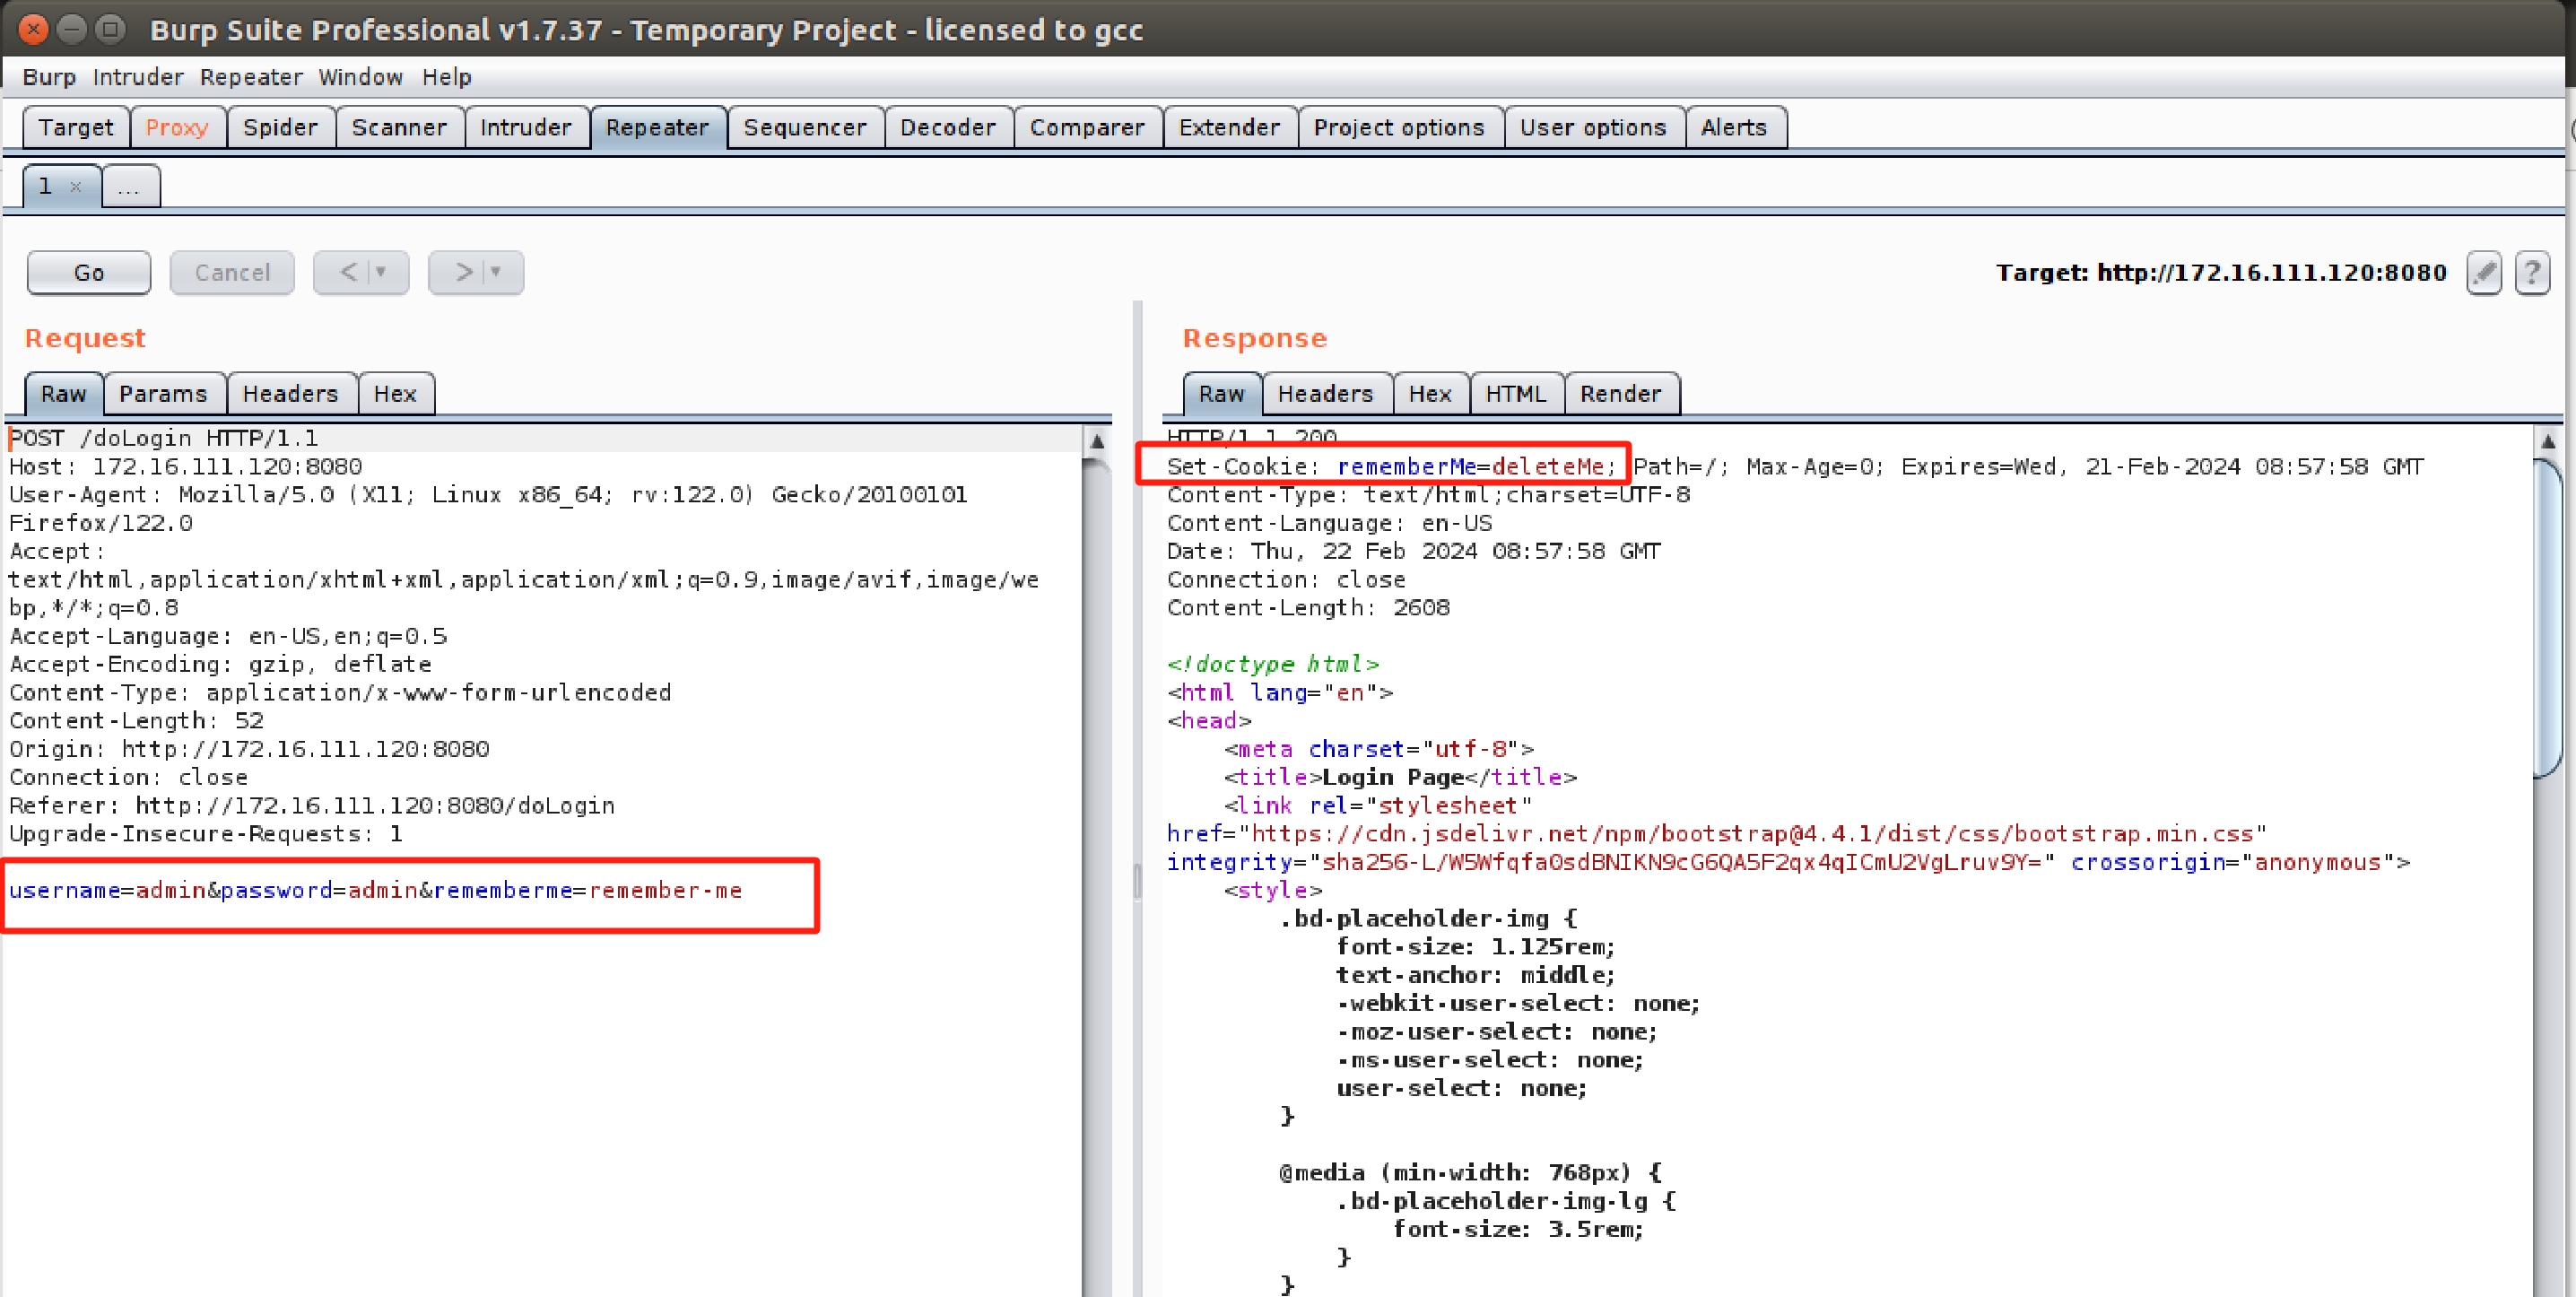 Burp Suite Professional v1.7.37 - Temporary Project - licensed to gcc
Burp Intruder Repeater Window Help
Target Proxy Spider Scanner Intruder Repeater Sequencer Decoder Comparer Extender Project options User options Alerts
1 × ...
Go Cancel < > Target: http://172.16.111.120:8080 ?
Request
Raw Params Headers Hex
POST /doLogin HTTP/1.1
Host: 172.16.111.120:8080
User-Agent: Mozilla/5.0 (X11; Linux x86_64; rv:122.0) Gecko/20100101
Firefox/122.0
Accept:
text/html,application/xhtml+xml,application/xml;q=0.9,image/avif,image/we
bp,*/*;q=0.8
Accept-Language: en-US,en;q=0.5
Accept-Encoding: gzip, deflate
Content-Type: application/x-www-form-urlencoded
Content-Length: 52
Origin: http://172.16.111.120:8080
Connection: close
Referer: http://172.16.111.120:8080/doLogin
Upgrade-Insecure-Requests: 1
username=admin&password=admin&rememberme=remember-me
Response
Raw Headers Hex HTML Render
HTTP/1.1 200
Set-Cookie: rememberMe=deleteMe; Path=/; Max-Age=0; Expires=Wed, 21-Feb-2024 08:57:58 GMT
Content-Type: text/html;charset=UTF-8
Content-Language: en-US
Date: Thu, 22 Feb 2024 08:57:58 GMT
Connection: close
Content-Length: 2608
<!doctype html>
<html lang="en">
<head>
<meta charset="utf-8">
<title>Login Page</title>
<link rel="stylesheet"
href="https://cdn.jsdelivr.net/npm/bootstrap@4.4.1/dist/css/bootstrap.min.css"
integrity="sha256-L/W5Wfqfa0sdBNIKN9cG6QA5F2qx4qICmU2VgLruv9Y=" crossorigin="anonymous">
<style>
.bd-placeholder-img {
font-size: 1.125rem;
text-anchor: middle;
-webkit-user-select: none;
-moz-user-select: none;
-ms-user-select: none;
user-select: none;
}
@media (min-width: 768px) {
.bd-placeholder-img-lg {
font-size: 3.5rem;
}
}